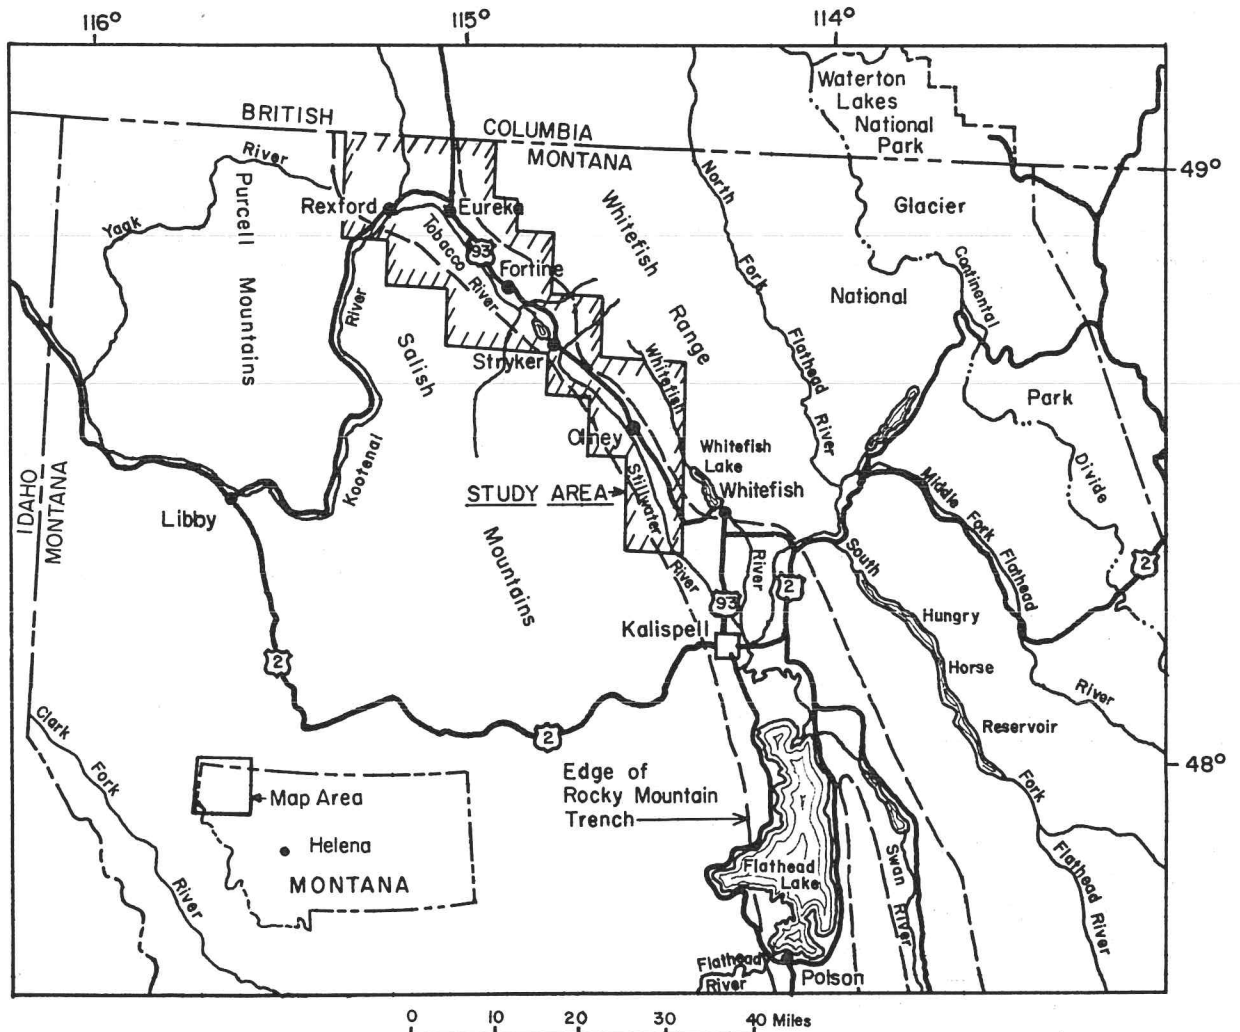 116°
115°
114°
BRITISH
COLUMBIA
MONTANA
Waterton
Lakes
National
Park
49°
River
Yaak
Purcell
Mountains
Rexford
Eureka
Tobacco
River
93
Fortine
Whitefish
Range
North
Fork
Flathead
River
Glacier
National
Park
Continental
Divide
River
Kootenai
Salish
Mountains
Stryker
Whitefish
Olney
Whitefish
Lake
Whitefish
STUDY AREA
Stillwater
River
River
IDAHO
MONTANA
Libby
2
2
93
2
2
Kalispell
Middle Fork Flathead
River
South
Fork
Flathead River
Hungry
Horse
Reservoir
48°
Clark
Fork
River
Map Area
Helena
MONTANA
Edge of
Rocky Mountain
Trench
Flathead
Lake
Swan
River
Flathead
River
Polson
0 10 20 30 40 Miles